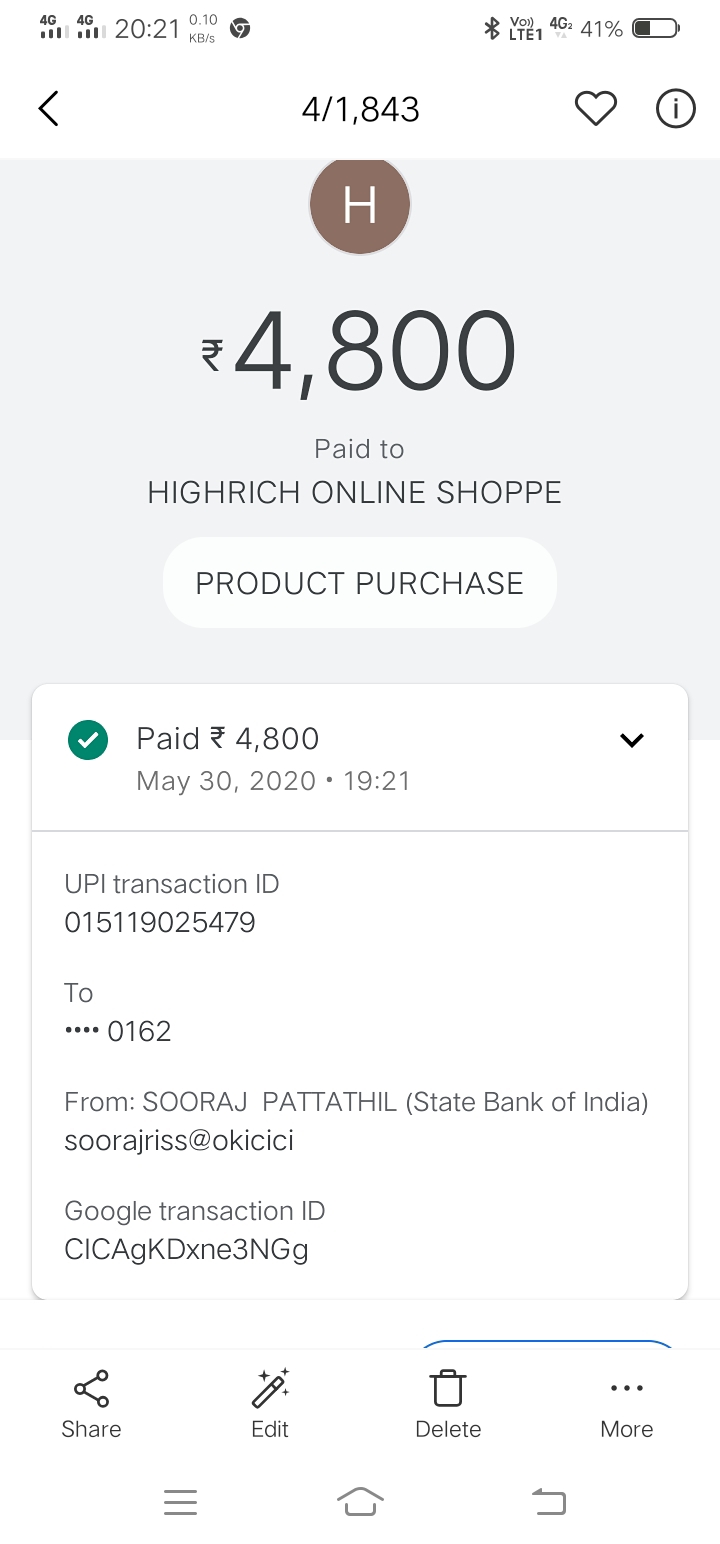 4G 4G 20:21 0.10 KB/s Vo)) LTE1 4G2 41%
4/1,843
H
₹4,800
Paid to
HIGHRICH ONLINE SHOPPE
PRODUCT PURCHASE
Paid ₹ 4,800
May 30, 2020 • 19:21
UPI transaction ID
015119025479
To
•••• 0162
From: SOORAJ  PATTATHIL (State Bank of India)
soorajriss@okicici
Google transaction ID
CICAgKDxne3NGg
Share Edit Delete More